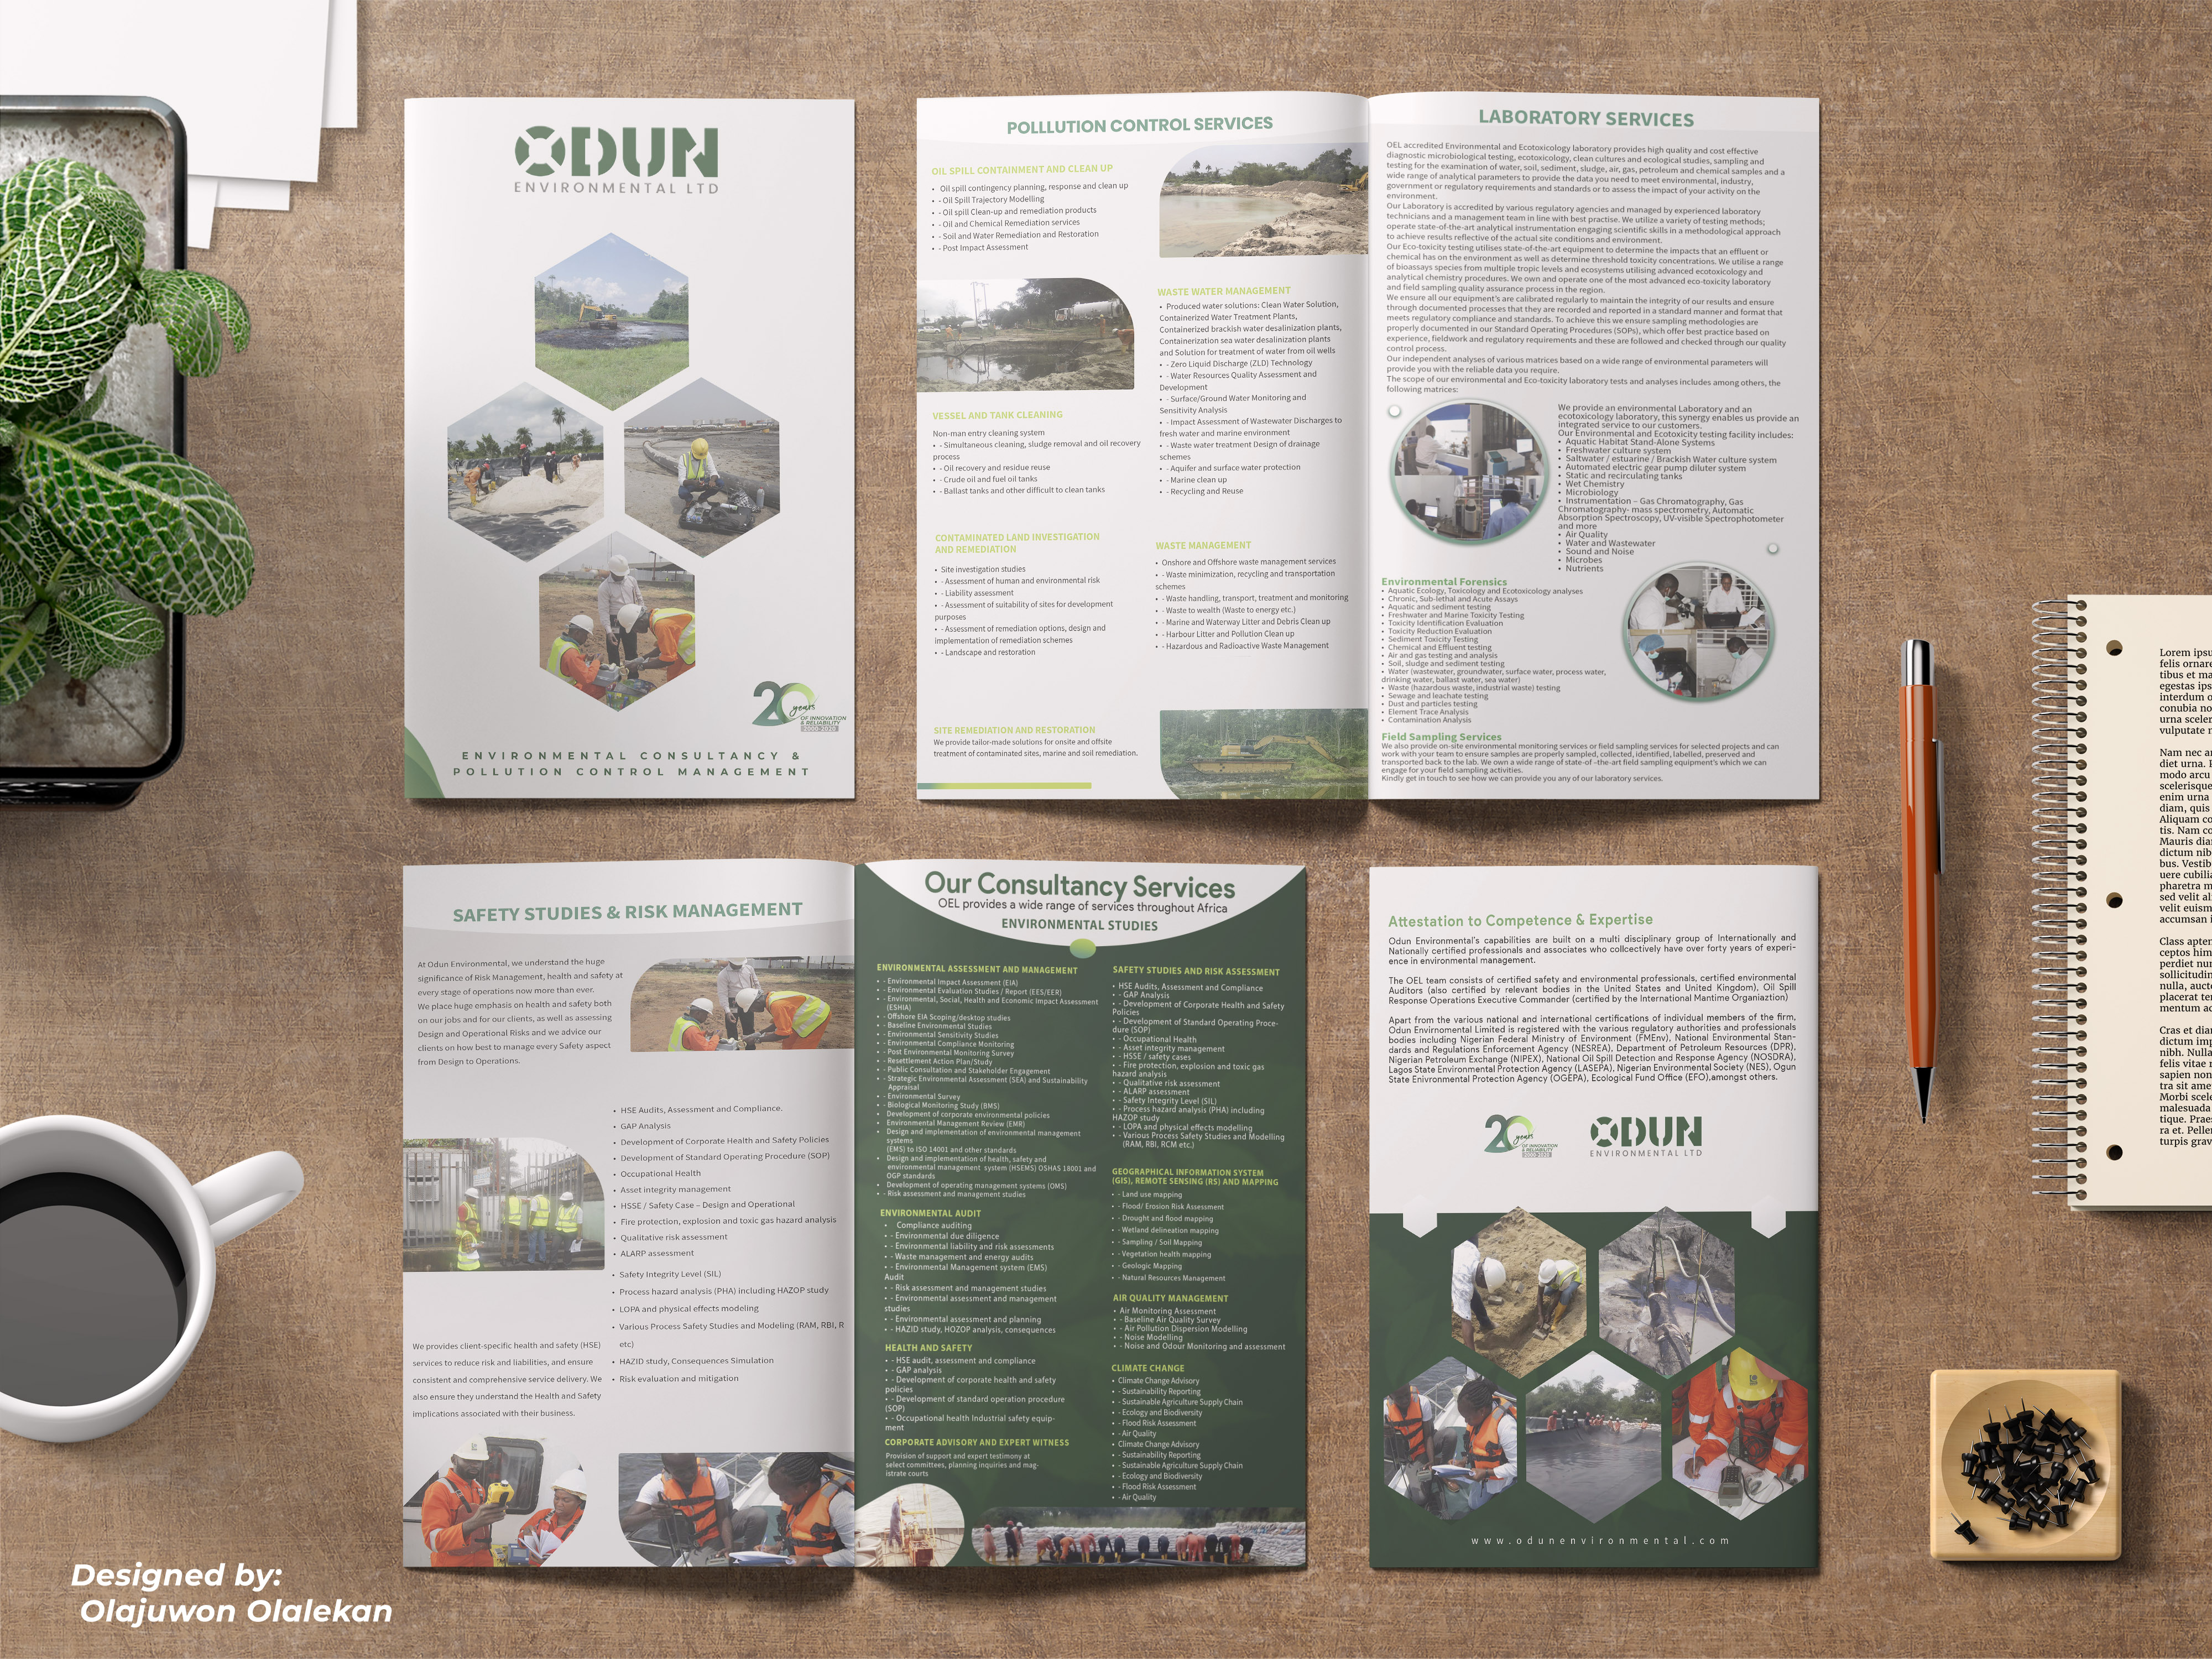 ODUN
ENVIRONMENTAL LTD
20 years
OF INNOVATION
& RELIABILITY
2000-2020
ENVIRONMENTAL CONSULTANCY &
POLLUTION CONTROL MANAGEMENT
POLLLUTION CONTROL SERVICES
OIL SPILL CONTAINMENT AND CLEAN UP
• Oil spill contingency planning, response and clean up
• - Oil Spill Trajectory Modelling
• - Oil spill Clean-up and remediation products
• - Oil and Chemical Remediation services
• - Soil and Water Remediation and Restoration
• - Post Impact Assessment
VESSEL AND TANK CLEANING
Non-man entry cleaning system
• - Simultaneous cleaning, sludge removal and oil recovery
process
• - Oil recovery and residue reuse
• - Crude oil and fuel oil tanks
• - Ballast tanks and other difficult to clean tanks
CONTAMINATED LAND INVESTIGATION
AND REMEDIATION
• Site investigation studies
• - Assessment of human and environmental risk
• - Liability assessment
• - Assessment of suitability of sites for development
purposes
• - Assessment of remediation options, design and
implementation of remediation schemes
• - Landscape and restoration
SITE REMEDIATION AND RESTORATION
We provide tailor-made solutions for onsite and offsite
treatment of contaminated sites, marine and soil remediation.
WASTE WATER MANAGEMENT
• Produced water solutions: Clean Water Solution,
Containerized Water Treatment Plants,
Containerized brackish water desalinization plants,
Containerization sea water desalinization plants
and Solution for treatment of water from oil wells
• - Zero Liquid Discharge (ZLD) Technology
• - Water Resources Quality Assessment and
Development
• - Surface/Ground Water Monitoring and
Sensitivity Analysis
• - Impact Assessment of Wastewater Discharges to
fresh water and marine environment
• - Waste water treatment Design of drainage
schemes
• - Aquifer and surface water protection
• - Marine clean up
• - Recycling and Reuse
WASTE MANAGEMENT
• Onshore and Offshore waste management services
• - Waste minimization, recycling and transportation
schemes
• - Waste handling, transport, treatment and monitoring
• - Waste to wealth (Waste to energy etc.)
• - Marine and Waterway Litter and Debris Clean up
• - Harbour Litter and Pollution Clean up
• - Hazardous and Radioactive Waste Management
LABORATORY SERVICES
OEL accredited Environmental and Ecotoxicology laboratory provides high quality and cost effective
diagnostic microbiological testing, ecotoxicology, clean cultures and ecological studies, sampling and
testing for the examination of water, soil, sediment, sludge, air, gas, petroleum and chemical samples and a
wide range of analytical parameters to provide the data you need to meet environmental, industry,
government or regulatory requirements and standards or to assess the impact of your activity on the
environment.
Our Laboratory is accredited by various regulatory agencies and managed by experienced laboratory
technicians and a management team in line with best practise. We utilize a variety of testing methods;
operate state-of-the-art analytical instrumentation engaging scientific skills in a methodological approach
to achieve results reflective of the actual site conditions and environment.
Our Eco-toxicity testing utilises state-of-the-art equipment to determine the impacts that an effluent or
chemical has on the environment as well as determine threshold toxicity concentrations. We utilise a range
of bioassays species from multiple tropic levels and ecosystems utilising advanced ecotoxicology and
analytical chemistry procedures. We own and operate one of the most advanced eco-toxicity laboratory
and field sampling quality assurance process in the region.
We ensure all our equipment's are calibrated regularly to maintain the integrity of our results and ensure
through documented processes that they are recorded and reported in a standard manner and format that
meets regulatory compliance and standards. To achieve this we ensure sampling methodologies are
properly documented in our Standard Operating Procedures (SOPs), which offer best practice based on
experience, fieldwork and regulatory requirements and these are followed and checked through our quality
control process.
Our independent analyses of various matrices based on a wide range of environmental parameters will
provide you with the reliable data you require.
The scope of our environmental and Eco-toxicity laboratory tests and analyses includes among others, the
following matrices:
We provide an environmental Laboratory and an
ecotoxicology laboratory, this synergy enables us provide an
integrated service to our customers.
Our Environmental and Ecotoxicity testing facility includes:
• Aquatic Habitat Stand-Alone Systems
• Freshwater culture system
• Saltwater / estuarine / Brackish Water culture system
• Automated electric gear pump diluter system
• Static and recirculating tanks
• Wet Chemistry
• Microbiology
• Instrumentation – Gas Chromatography, Gas
Chromatography- mass spectrometry, Automatic
Absorption Spectroscopy, UV-visible Spectrophotometer
and more
• Air Quality
• Water and Wastewater
• Sound and Noise
• Microbes
• Nutrients
Environmental Forensics
• Aquatic Ecology, Toxicology and Ecotoxicology analyses
• Chronic, Sub-lethal and Acute Assays
• Aquatic and sediment testing
• Freshwater and Marine Toxicity Testing
• Toxicity Identification Evaluation
• Toxicity Reduction Evaluation
• Sediment Toxicity Testing
• Chemical and Effluent testing
• Air and gas testing and analysis
• Soil, sludge and sediment testing
• Water (wastewater, groundwater, surface water, process water,
drinking water, ballast water, sea water)
• Waste (hazardous waste, industrial waste) testing
• Sewage and leachate testing
• Dust and particles testing
• Element Trace Analysis
• Contamination Analysis
Field Sampling Services
We also provide on-site environmental monitoring services or field sampling services for selected projects and can
work with your team to ensure samples are properly sampled, collected, identified, labelled, preserved and
transported back to the lab. We own a wide range of state-of –the-art field sampling equipment's which we can
engage for your field sampling activities.
Kindly get in touch to see how we can provide you any of our laboratory services.
SAFETY STUDIES & RISK MANAGEMENT
At Odun Environmental, we understand the huge
significance of Risk Management, health and safety at
every stage of operations now more than ever.
We place huge emphasis on health and safety both
on our jobs and for our clients, as well as assessing
Design and Operational Risks and we advice our
clients on how best to manage every Safety aspect
from Design to Operations.
• HSE Audits, Assessment and Compliance.
• GAP Analysis
• Development of Corporate Health and Safety Policies
• Development of Standard Operating Procedure (SOP)
• Occupational Health
• Asset integrity management
• HSSE / Safety Case – Design and Operational
• Fire protection, explosion and toxic gas hazard analysis
• Qualitative risk assessment
• ALARP assessment
• Safety Integrity Level (SIL)
• Process hazard analysis (PHA) including HAZOP study
• LOPA and physical effects modeling
• Various Process Safety Studies and Modeling (RAM, RBI, R
etc)
• HAZID study, Consequences Simulation
• Risk evaluation and mitigation
We provides client-specific health and safety (HSE)
services to reduce risk and liabilities, and ensure
consistent and comprehensive service delivery. We
also ensure they understand the Health and Safety
implications associated with their business.
Our Consultancy Services
OEL provides a wide range of services throughout Africa
ENVIRONMENTAL STUDIES
ENVIRONMENTAL ASSESSMENT AND MANAGEMENT
• - Environmental Impact Assessment (EIA)
• - Environmental Evaluation Studies / Report (EES/EER)
• - Environmental, Social, Health and Economic Impact Assessment
(ESHIA)
• - Offshore EIA Scoping/desktop studies
• - Baseline Environmental Studies
• - Environmental Sensitivity Studies
• - Environmental Compliance Monitoring
• - Post Environmental Monitoring Survey
• - Resettlement Action Plan/Study
• - Public Consultation and Stakeholder Engagement
• - Strategic Environmental Assessment (SEA) and Sustainability
Appraisal
• - Environmental Survey
• - Biological Monitoring Study (BMS)
• Development of corporate environmental policies
• Environmental Management Review (EMR)
• Design and implementation of environmental management
systems
(EMS) to ISO 14001 and other standards
• Design and implementation of health, safety and
environmental management system (HSEMS) OSHAS 18001 and
OGP standards
• Development of operating management systems (OMS)
• - Risk assessment and management studies
ENVIRONMENTAL AUDIT
• Compliance auditing
• - Environmental due diligence
• - Environmental liability and risk assessments
• - Waste management and energy audits
• - Environmental Management system (EMS)
Audit
• - Risk assessment and management studies
• - Environmental assessment and management
studies
• - Environmental assessment and planning
• - HAZID study, HOZOP analysis, consequences
HEALTH AND SAFETY
• - HSE audit, assessment and compliance
• - GAP analysis
• - Development of corporate health and safety
policies
• - Development of standard operation procedure
(SOP)
• - Occupational health Industrial safety equip-
ment
CORPORATE ADVISORY AND EXPERT WITNESS
Provision of support and expert testimony at
select committees, planning inquiries and mag-
istrate courts
SAFETY STUDIES AND RISK ASSESSMENT
• HSE Audits, Assessment and Compliance
• - GAP Analysis
• - Development of Corporate Health and Safety
Policies
• - Development of Standard Operating Proce-
dure (SOP)
• - Occupational Health
• - Asset integrity management
• - HSSE / safety cases
• - Fire protection, explosion and toxic gas
hazard analysis
• - Qualitative risk assessment
• - ALARP assessment
• - Safety Integrity Level (SIL)
• - Process hazard analysis (PHA) including
HAZOP study
• - LOPA and physical effects modelling
• - Various Process Safety Studies and Modelling
(RAM, RBI, RCM etc.)
GEOGRAPHICAL INFORMATION SYSTEM
(GIS), REMOTE SENSING (RS) AND MAPPING
• - Land use mapping
• - Flood/ Erosion Risk Assessment
• - Drought and flood mapping
• - Wetland delineation mapping
• - Sampling / Soil Mapping
• - Vegetation health mapping
• - Geologic Mapping
• - Natural Resources Management
AIR QUALITY MANAGEMENT
• Air Monitoring Assessment
• - Baseline Air Quality Survey
• - Air Pollution Dispersion Modelling
• - Noise Modelling
• - Noise and Odour Monitoring and assessment
CLIMATE CHANGE
• Climate Change Advisory
• - Sustainability Reporting
• - Sustainable Agriculture Supply Chain
• - Ecology and Biodiversity
• - Flood Risk Assessment
• - Air Quality
• Climate Change Advisory
• - Sustainability Reporting
• - Sustainable Agriculture Supply Chain
• - Ecology and Biodiversity
• - Flood Risk Assessment
• - Air Quality
Attestation to Competence & Expertise
Odun Environmental's capabilities are built on a multi disciplinary group of Internationally and
Nationally certified professionals and associates who collcectively have over forty years of experi-
ence in environmental management.
The OEL team consists of certified safety and environmental professionals, certified environmental
Auditors (also certified by relevant bodies in the United States and United Kingdom), Oil Spill
Response Operations Executive Commander (certified by the International Mantime Organiaztion)
Apart from the various national and international certifications of individual members of the firm,
Odun Envirnomental Limited is registered with the various regulatory authorities and professionals
bodies including Nigerian Federal Ministry of Environment (FMEnv), National Environmental Stan-
dards and Regulations Enforcement Agency (NESREA), Department of Petroleum Resources (DPR),
Nigerian Petroleum Exchange (NIPEX), National Oil Spill Detection and Response Agency (NOSDRA),
Lagos State Environmental Protection Agency (LASEPA), Nigerian Environmental Society (NES), Ogun
State Enivronmental Protection Agency (OGEPA), Ecological Fund Office (EFO),amongst others.
20 years
OF INNOVATION
& RELIABILITY
2000-2020
ODUN
ENVIRONMENTAL LTD
www.odunenvironmental.com
Lorem ipsu
felis ornare
tibus et ma
egestas ips
interdum o
conubia no
urna sceler
vulputate n
Nam nec ar
diet urna. P
modo arcu
scelerisque
enim urna
diam, quis
Aliquam co
tis. Nam co
Mauris diar
dictum nib
bus. Vestib
uere cubilia
pharetra m
sed velit ali
velit euism
accumsan i
Class apten
ceptos him
perdiet nun
sollicitudin
nulla, aucto
placerat ten
mentum ac
Cras et dian
dictum imp
nibh. Nulla
felis vitae r
sapien non
tra sit ame
Morbi scele
malesuada
tique. Prae
ra et. Peller
turpis grav
Designed by:
Olajuwon Olalekan